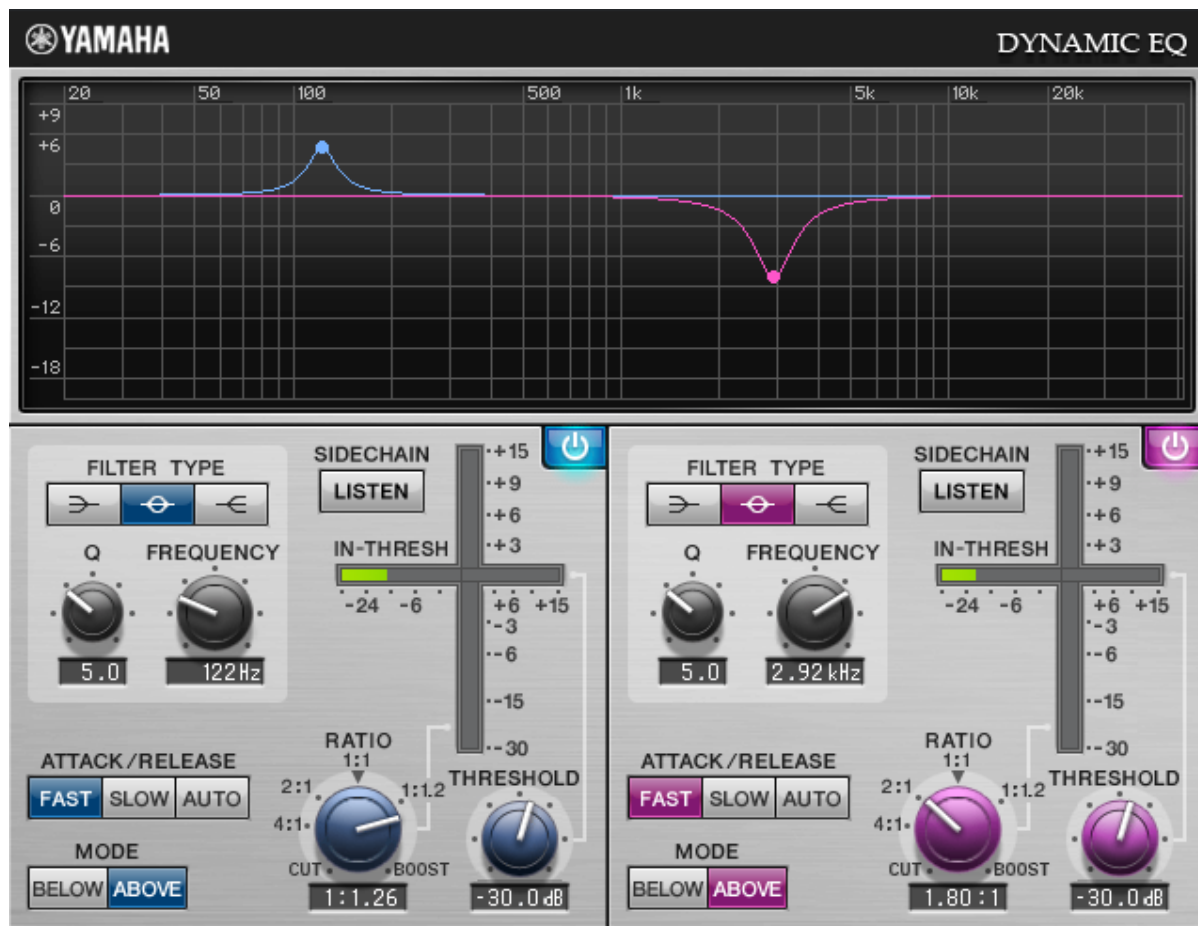 YAMAHA
DYNAMIC EQ
20 50 100 500 1k 5k 10k 20k
+9
+6
0
-6
-12
-18
FILTER TYPE
SIDECHAIN
LISTEN
+15
+9
+6
+3
Q FREQUENCY
IN-THRESH
-24 -6 +6 +15
-3
-6
-15
-30
5.0 122Hz
ATTACK/RELEASE
FAST SLOW AUTO
MODE
BELOW ABOVE
RATIO
1:1
2:1 1:1.2
4:1
CUT BOOST
1:1.26
THRESHOLD
-30.0dB
FILTER TYPE
SIDECHAIN
LISTEN
+15
+9
+6
+3
Q FREQUENCY
IN-THRESH
-24 -6 +6 +15
-3
-6
-15
-30
5.0 2.92kHz
ATTACK/RELEASE
FAST SLOW AUTO
MODE
BELOW ABOVE
RATIO
1:1
2:1 1:1.2
4:1
CUT BOOST
1.80:1
THRESHOLD
-30.0dB